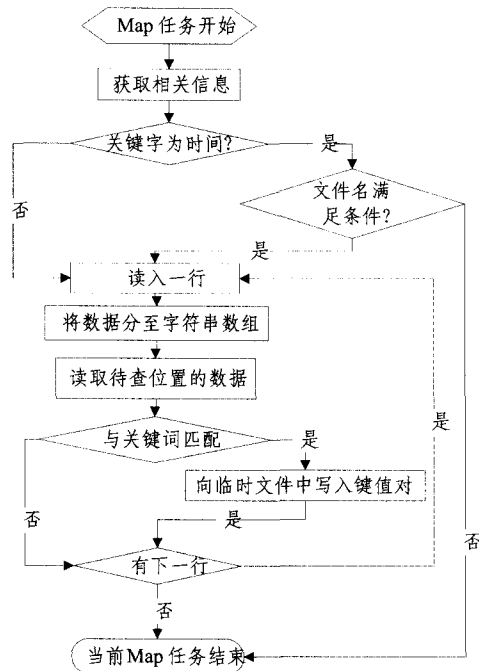 Map 任务开始
获取相关信息
关键字为时间?
是
否
文件名满
足条件?
是
读入一行
将数据分至字符串数组
读取待查位置的数据
是
与关键词匹配
是
向临时文件中写入键值对
否
是
否
有下一行
否
当前Map 任务结束